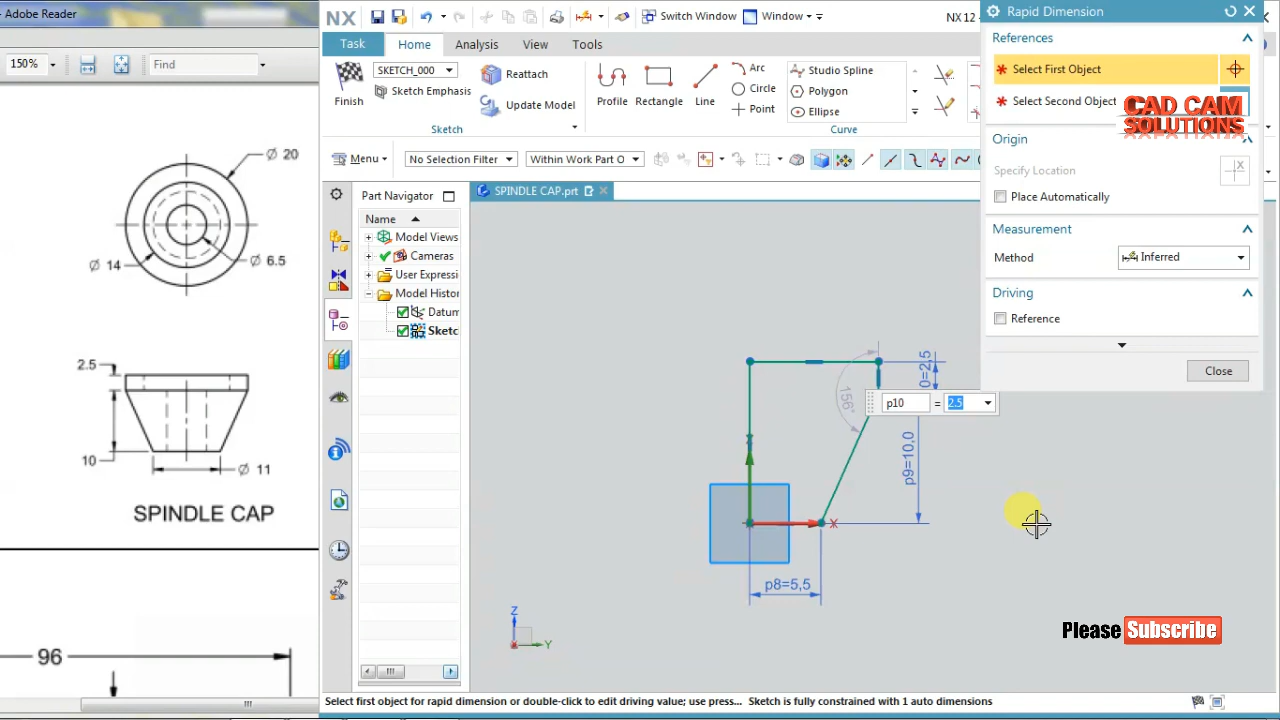 - Adobe Reader
150%
Find
Ø 20
Ø 14
Ø 6.5
2.5
10
Ø 11
SPINDLE CAP
96
NX
Switch Window
Window
NX 12 -
Task
Home
Analysis
View
Tools
Finish
SKETCH_000
Sketch Emphasis
Reattach
Update Model
Sketch
Profile
Rectangle
Line
Arc
Circle
Point
Studio Spline
Polygon
Ellipse
Curve
Menu
No Selection Filter
Within Work Part O
Part Navigator
Name
Model Views
Cameras
User Expressi
Model Histor
Datum
Sketc
SPINDLE CAP.prt
156°
0=2,5
p10 = 2.5
p9=10,0
X
p8=5,5
Z
Y
Rapid Dimension
References
Select First Object
Select Second Object
CAD CAM
SOLUTIONS
Origin
Specify Location
Place Automatically
Measurement
Method
Inferred
Driving
Reference
Close
Please Subscribe
Select first object for rapid dimension or double-click to edit driving value; use press...
Sketch is fully constrained with 1 auto dimensions